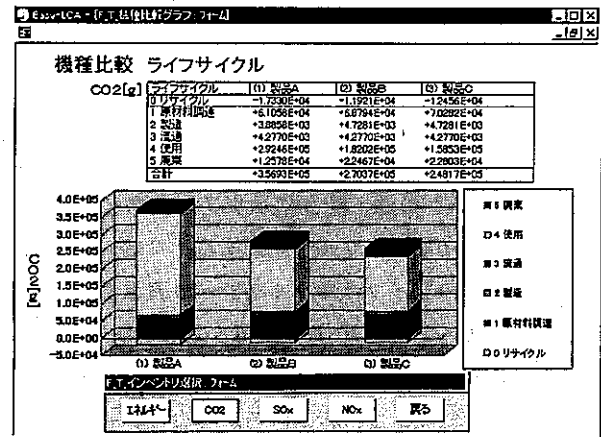 Easy-LCA - [F_T_機種比較グラフ : フォーム]
機種比較 ライフサイクル
CO2[g]
ライフサイクル (1) 製品A (2) 製品B (3) 製品C
0 リサイクル -1.7330E+04 -1.1921E+04 -1.2456E+04
1 原材料調達 +6.1058E+04 +6.8794E+04 +7.0292E+04
2 製造 +3.8858E+03 +4.7281E+03 +4.7281E+03
3 流通 +4.2770E+03 +4.2770E+03 +4.2770E+03
4 使用 +2.9246E+05 +1.8202E+05 +1.5853E+05
5 廃棄 +1.2578E+04 +2.2467E+04 +2.2803E+04
合計 +3.5693E+05 +2.7037E+05 +2.4817E+05
4.0E+05
3.5E+05
3.0E+05
2.5E+05
2.0E+05
1.5E+05
1.0E+05
5.0E+04
0.0E+00
-5.0E+04
CO2[g]
(1) 製品A
(2) 製品B
(3) 製品C
5 廃棄
4 使用
3 流通
2 製造
1 原材料調達
0 リサイクル
F_T_インベントリ選択 : フォーム
エネルギー CO2 SOx NOx 戻る